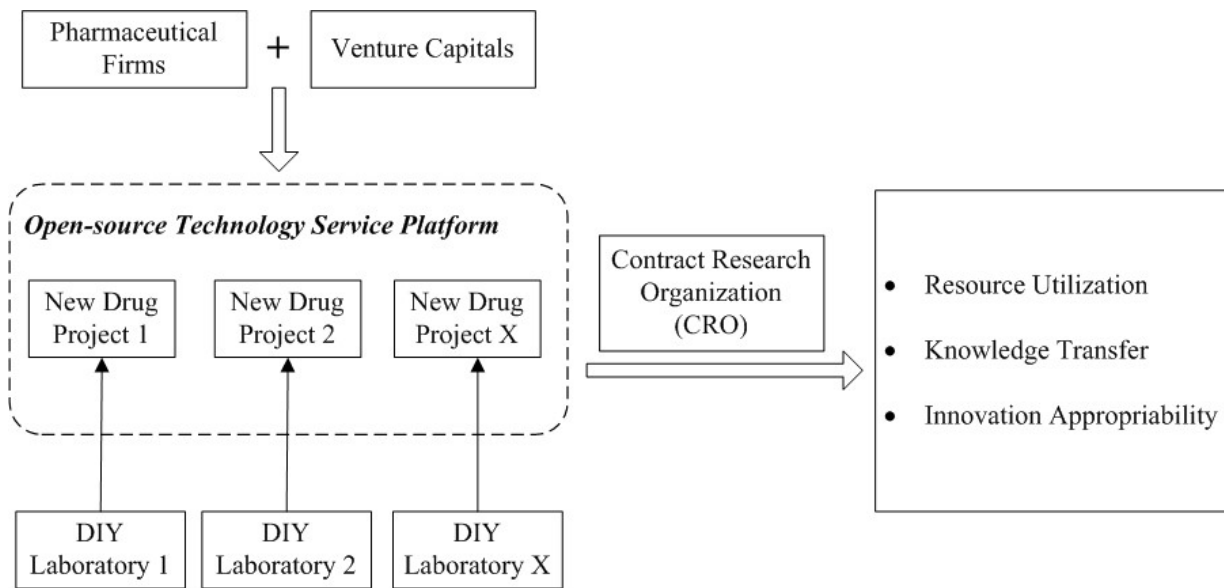 Pharmaceutical
Firms
+
Venture Capitals
Open-source Technology Service Platform
New Drug
Project 1
New Drug
Project 2
New Drug
Project X
Contract Research
Organization
(CRO)
• Resource Utilization
• Knowledge Transfer
• Innovation Appropriability
DIY
Laboratory 1
DIY
Laboratory 2
DIY
Laboratory X